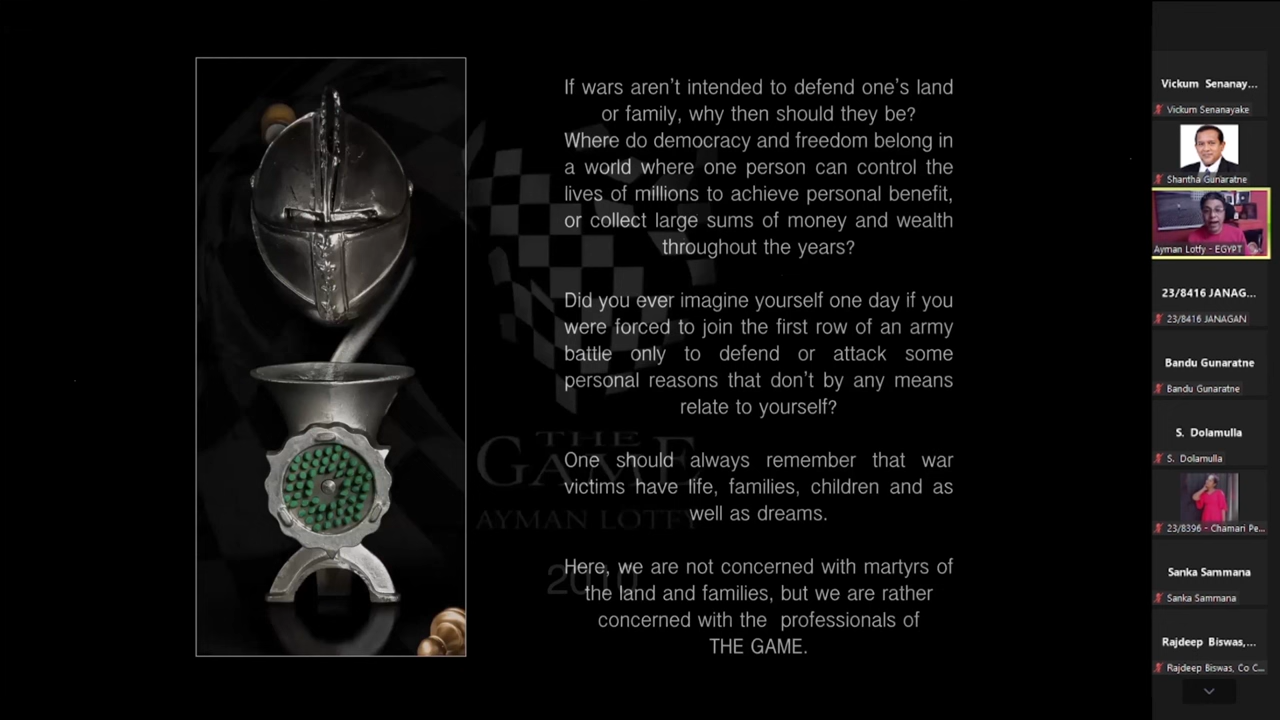 If wars aren't intended to defend one's land
or family, why then should they be?
Where do democracy and freedom belong in
a world where one person can control the
lives of millions to achieve personal benefit,
or collect large sums of money and wealth
throughout the years?
Did you ever imagine yourself one day if you
were forced to join the first row of an army
battle only to defend or attack some
personal reasons that don't by any means
relate to yourself?
One should always remember that war
victims have life, families, children and as
well as dreams.
Here, we are not concerned with martyrs of
the land and families, but we are rather
concerned with the professionals of
THE GAME.
THE
GAME
AYMAN LOTFY
2010
Vickum Senanay...
Vickum Senanayake
Shantha Gunaratne
Ayman Lotfy - EGYPT
23/8416 JANAG...
23/8416 JANAGAN
Bandu Gunaratne
Bandu Gunaratne
S. Dolamulla
S. Dolamulla
23/8396 - Chamari Pe...
Sanka Sammana
Sanka Sammana
Rajdeep Biswas,...
Rajdeep Biswas, Co C...